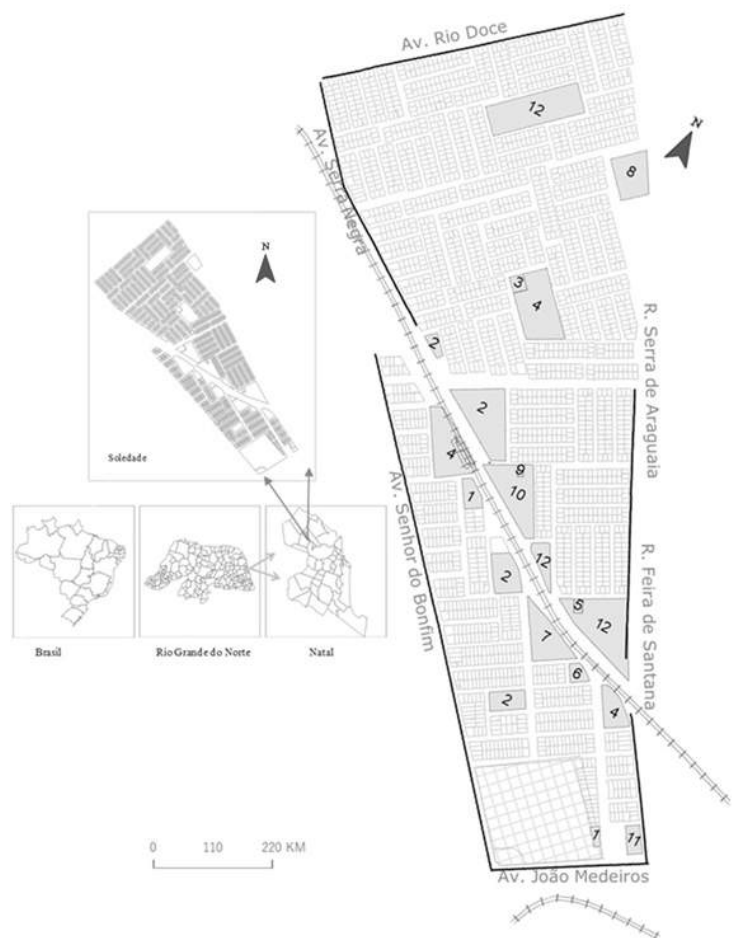 Av. Rio Doce
12
Av. Serra Negra
N
8
N
3
4
R. Serra de Araguaia
2
2
4
Soledade
9
10
1
Av. Senhor do Bonfim
12
2
R. Feira de Santana
5
12
7
Brasil
Rio Grande do Norte
Natal
6
2
4
1
11
0 110 220 KM
Av. João Medeiros